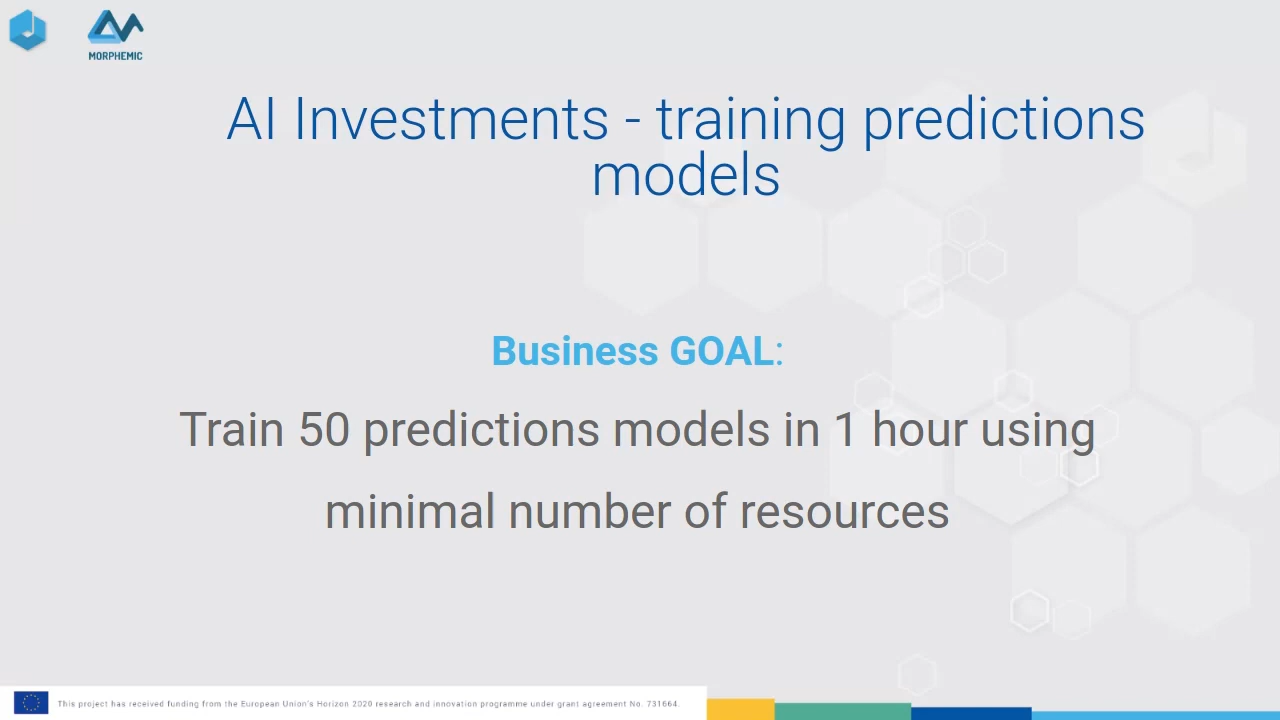 MORPHEMIC
AI Investments - training predictions
models
Business GOAL:
Train 50 predictions models in 1 hour using
minimal number of resources
This project has received funding from the European Union's Horizon 2020 research and innovation programme under grant agreement No. 731664.